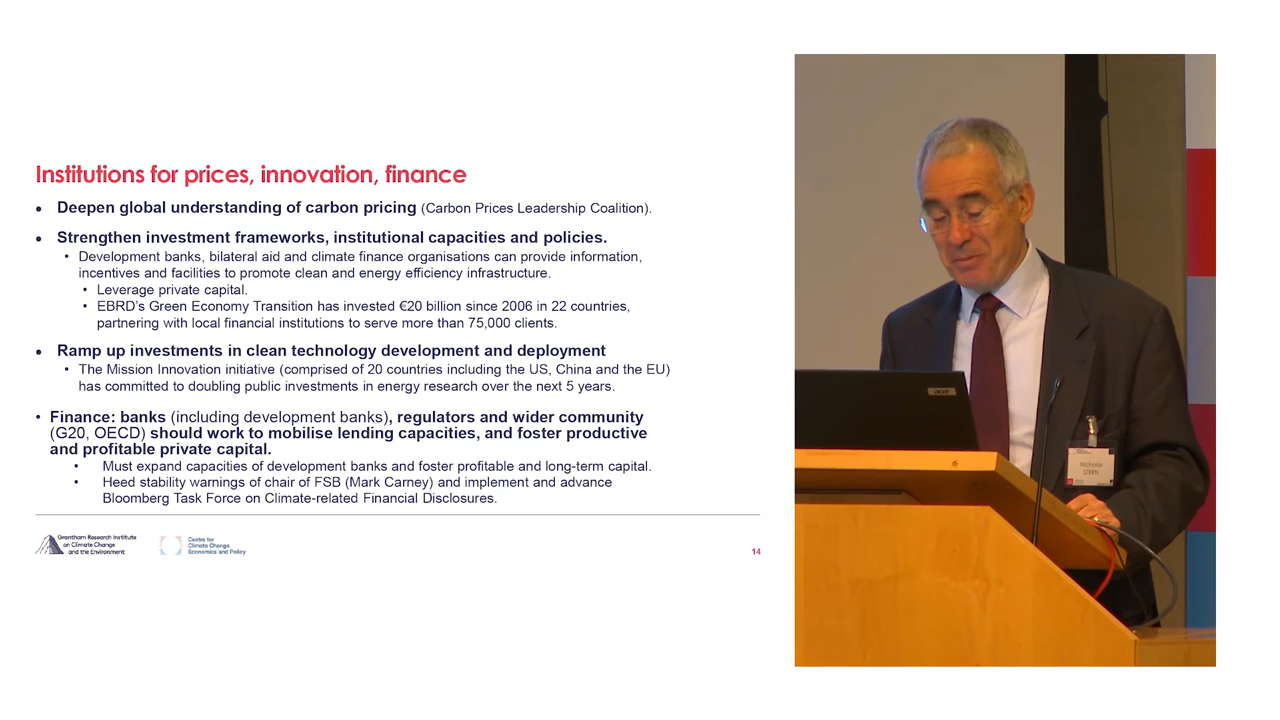 Institutions for prices, innovation, finance
• Deepen global understanding of carbon pricing (Carbon Prices Leadership Coalition).
• Strengthen investment frameworks, institutional capacities and policies.
• Development banks, bilateral aid and climate finance organisations can provide information,
incentives and facilities to promote clean and energy efficiency infrastructure.
• Leverage private capital.
• EBRD's Green Economy Transition has invested €20 billion since 2006 in 22 countries,
partnering with local financial institutions to serve more than 75,000 clients.
• Ramp up investments in clean technology development and deployment
• The Mission Innovation initiative (comprised of 20 countries including the US, China and the EU)
has committed to doubling public investments in energy research over the next 5 years.
• Finance: banks (including development banks), regulators and wider community
(G20, OECD) should work to mobilise lending capacities, and foster productive
and profitable private capital.
• Must expand capacities of development banks and foster profitable and long-term capital.
• Heed stability warnings of chair of FSB (Mark Carney) and implement and advance
Bloomberg Task Force on Climate-related Financial Disclosures.
Grantham Research Institute
on Climate Change
and the Environment
Centre for
Climate Change
Economics and Policy
14
acer
Nicholas
STERN